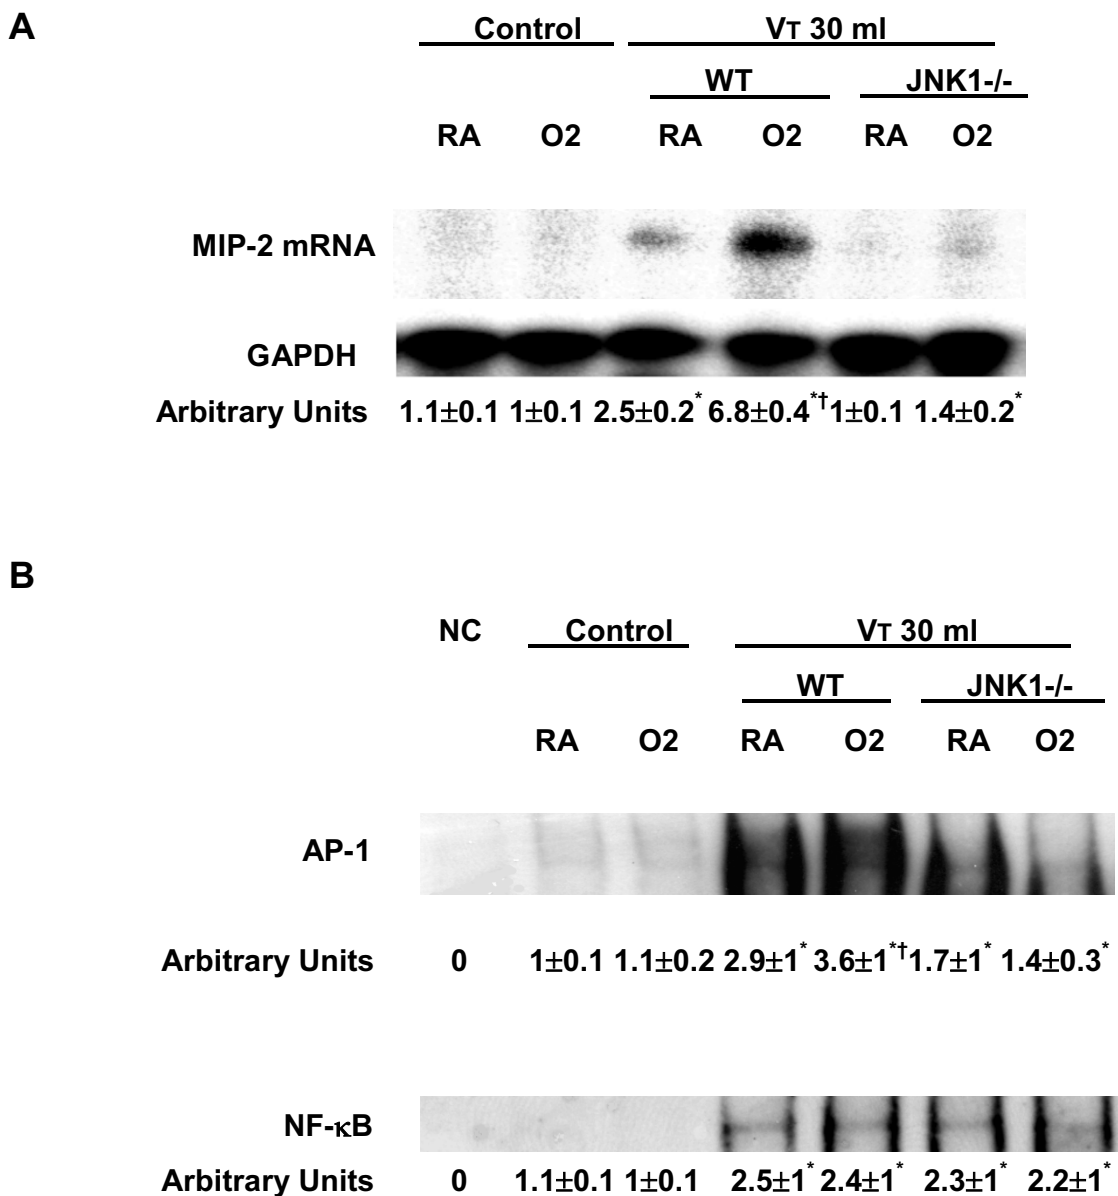 A
Control VT 30 ml
WT JNK1-/-
RA O2 RA O2 RA O2
MIP-2 mRNA
GAPDH
Arbitrary Units 1.1±0.1 1±0.1 2.5±0.2* 6.8±0.4*† 1±0.1 1.4±0.2*
B
NC Control VT 30 ml
WT JNK1-/-
RA O2 RA O2 RA O2
AP-1
Arbitrary Units 0 1±0.1 1.1±0.2 2.9±1* 3.6±1*† 1.7±1* 1.4±0.3*
NF-κB
Arbitrary Units 0 1.1±0.1 1±0.1 2.5±1* 2.4±1* 2.3±1* 2.2±1*